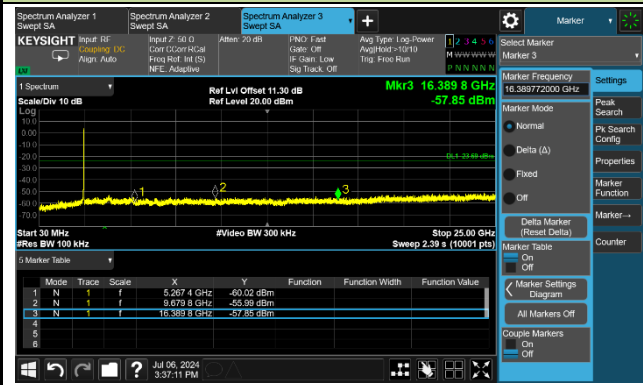 Spectrum Analyzer 1
Swept SA
Spectrum Analyzer 2
Swept SA
Spectrum Analyzer 3
Swept SA
Marker
KEYSIGHT
LV
Input: RF
Coupling: DC
Align: Auto
Input Z: 50 Ω
Corr CCorr RCal
Freq Ref: Int (S)
NFE: Adaptive
Atten: 20 dB
PNO: Fast
Gate: Off
IF Gain: Low
Sig Track: Off
Avg Type: Log-Power
Avg|Hold:>10/10
Trig: Free Run
1 2 3 4 5 6
M W W W W W
P N N N N N
Select Marker
Marker 3
1 Spectrum
Scale/Div 10 dB
Log
Ref Lvl Offset 11.30 dB
Ref Level 20.00 dBm
Mkr3 16.389 8 GHz
-57.85 dBm
10.0
0.00
-10.0
-20.0
-30.0
-40.0
-50.0
-60.0
-70.0
DL1 -23.69 dBm
1
2
3
Start 30 MHz
#Res BW 100 kHz
#Video BW 300 kHz
Stop 25.00 GHz
Sweep 2.39 s (10001 pts)
5 Marker Table
Mode Trace Scale X Y Function Function Width Function Value
1 N 1 f 5.267 4 GHz -60.02 dBm
2 N 1 f 9.679 8 GHz -55.99 dBm
3 N 1 f 16.389 8 GHz -57.85 dBm
4
5
6
Marker Frequency
16.389772000 GHz
Marker Mode
Normal
Delta (Δ)
Fixed
Off
Delta Marker
(Reset Delta)
Marker Table
On
Off
Marker Settings
Diagram
All Markers Off
Couple Markers
On
Off
Settings
Peak
Search
Pk Search
Config
Properties
Marker
Function
Marker→
Counter
Jul 06, 2024
3:37:11 PM